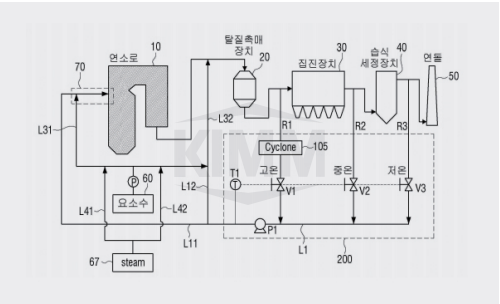 연소로
10
70
L31
탈질촉매
장치
20
L32
30
집진장치
습식
세정장치
40
연돌
50
R1
R2
R3
Cyclone
105
KIMM
고온
중온
저온
T1
V1
V2
V3
P
60
요소수
L12
L41
L42
L11
P1
L1
200
67
steam